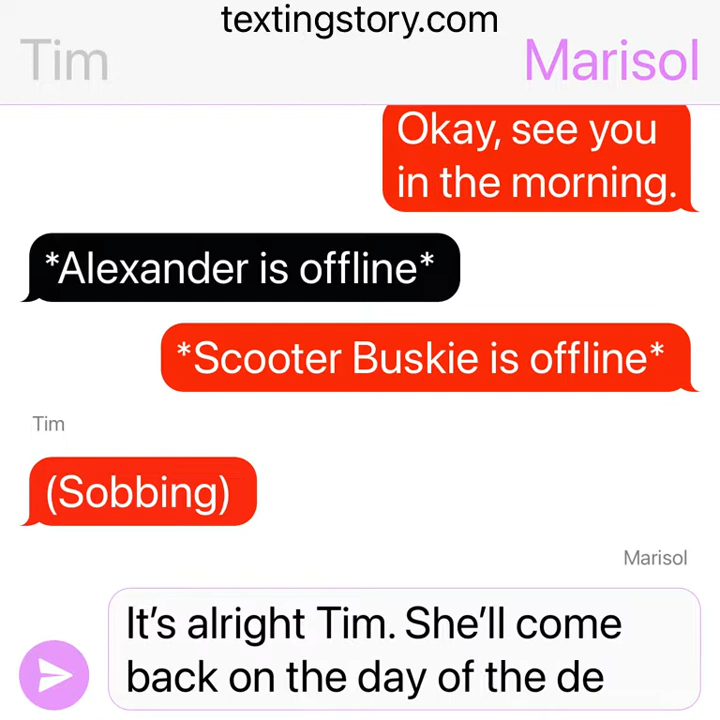 textingstory.com
Tim
Marisol
Okay, see you
in the morning.
*Alexander is offline*
*Scooter Buskie is offline*
Tim
(Sobbing)
Marisol
It's alright Tim. She'll come
back on the day of the de